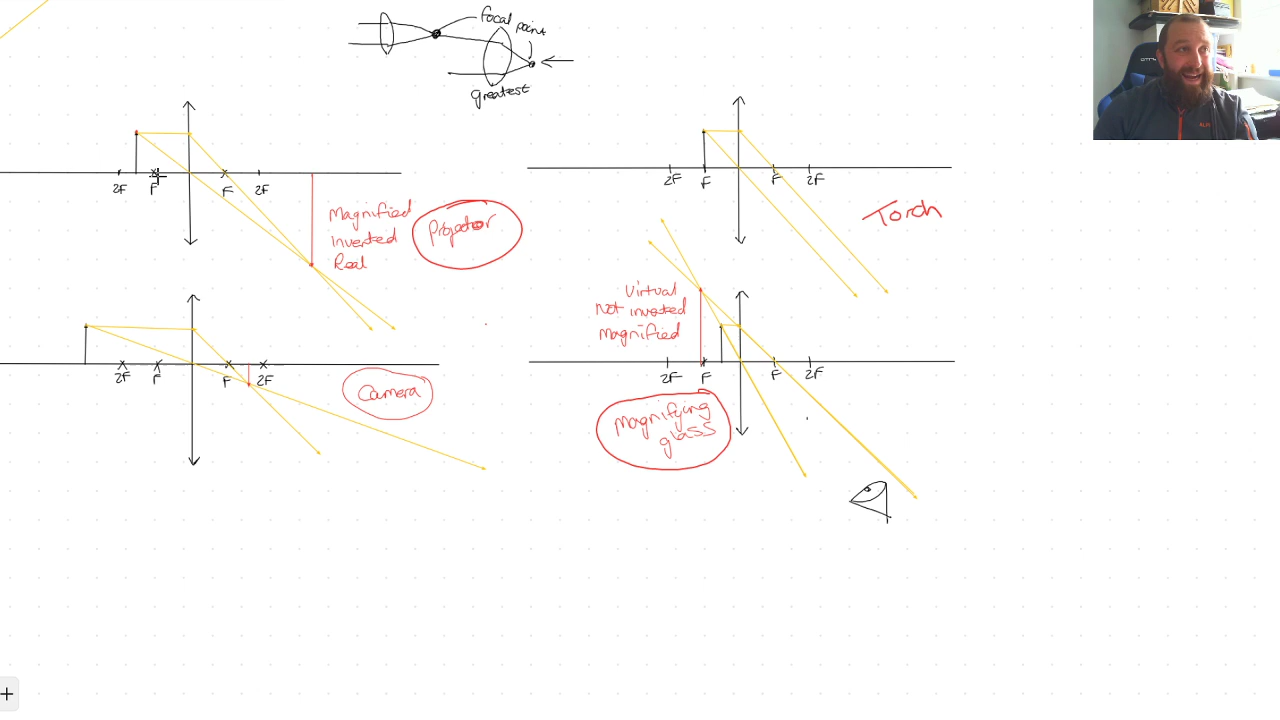 focal point
greatest
2F F F 2F
Magnified
Inverted
Real
Projector
2F F F 2F
Torch
2F F F 2F
Camera
Virtual
Not inverted
Magnified
2F F F 2F
Magnifying
glass